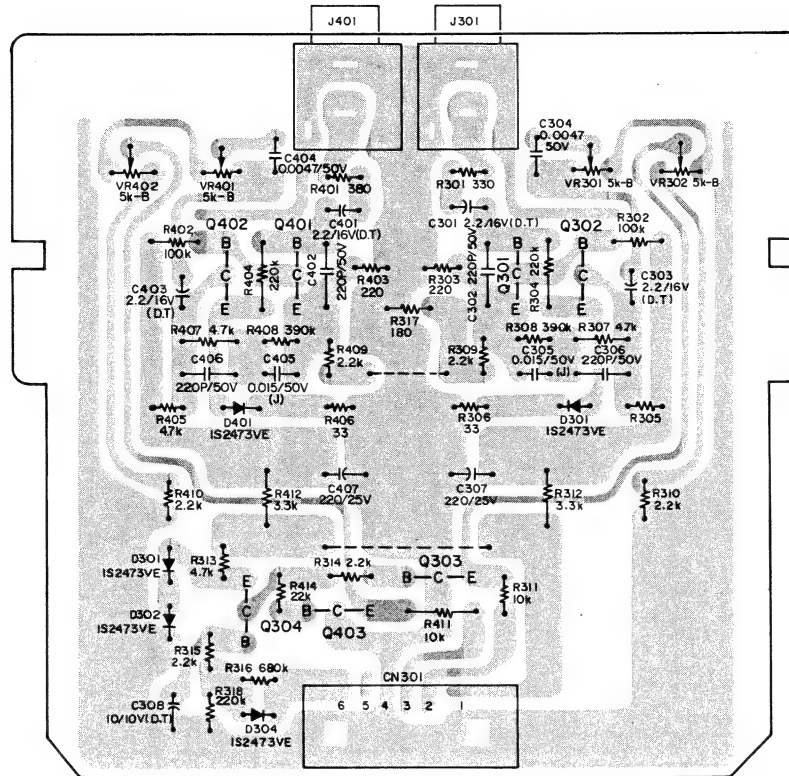 J401
J301
C304
0.0047
50V
C404
0.0047/50V
VR402
5k-B
VR401
5k-B
R401 380
R301 330
VR301 5k-B
VR302 5k-B
R402
100k
Q402
Q401
C401
2.2/16V(D.T)
C301 2.2/16V(D.T)
Q302
R302
100k
B
C
E
B
C
E
B
C
E
B
C
E
R404
220k
C402
220P/50V
R403
220
R303
220
C302 220P/50V
Q301
R304 220k
C403
2.2/16V
(D.T)
C303
2.2/16V
(D.T)
R317
180
R407 4.7k
R408 390k
R308 390k
R307 47k
R409
2.2k
R309
2.2k
C406
220P/50V
C405
0.015/50V
(J)
C305
0.015/50V
(J)
C306
220P/50V
R405
4.7k
D401
1S2473VE
R406
33
R306
33
D301
1S2473VE
R305
R410
2.2k
R412
3.3k
C407
220/25V
C307
220/25V
R312
3.3k
R310
2.2k
D301
1S2473VE
R313
4.7k
R314 2.2k
Q303
B C E
R311
10k
E
C
B
Q304
R414
22k
B C E
Q403
R411
10k
D302
1S2473VE
R315
2.2k
R316 680k
CN301
6 5 4 3 2 1
C308
10/10V(D.T)
R318
220k
D304
1S2473VE